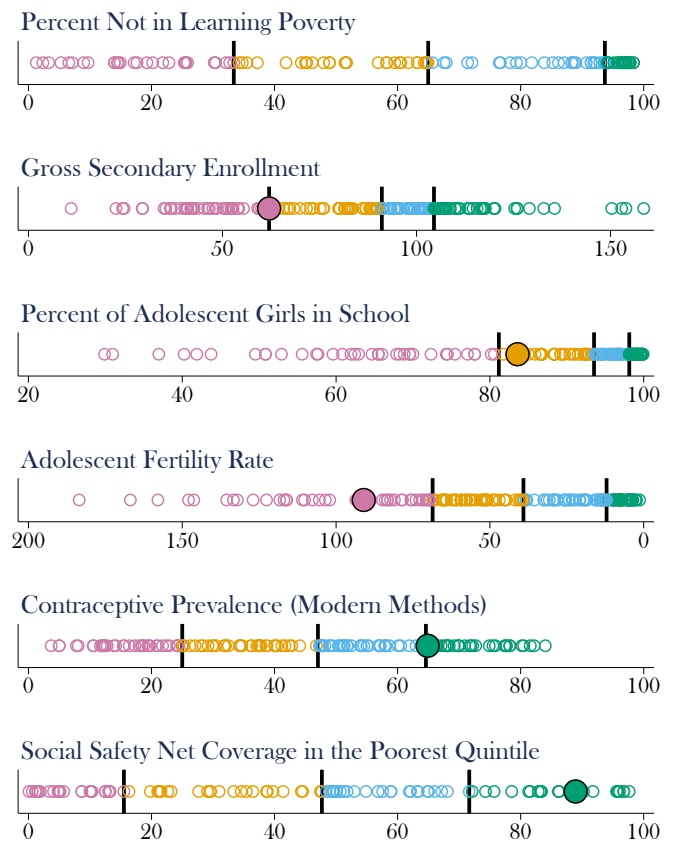 Percent Not in Learning Poverty
0 20 40 60 80 100
Gross Secondary Enrollment
0 50 100 150
Percent of Adolescent Girls in School
20 40 60 80 100
Adolescent Fertility Rate
200 150 100 50 0
Contraceptive Prevalence (Modern Methods)
0 20 40 60 80 100
Social Safety Net Coverage in the Poorest Quintile
0 20 40 60 80 100